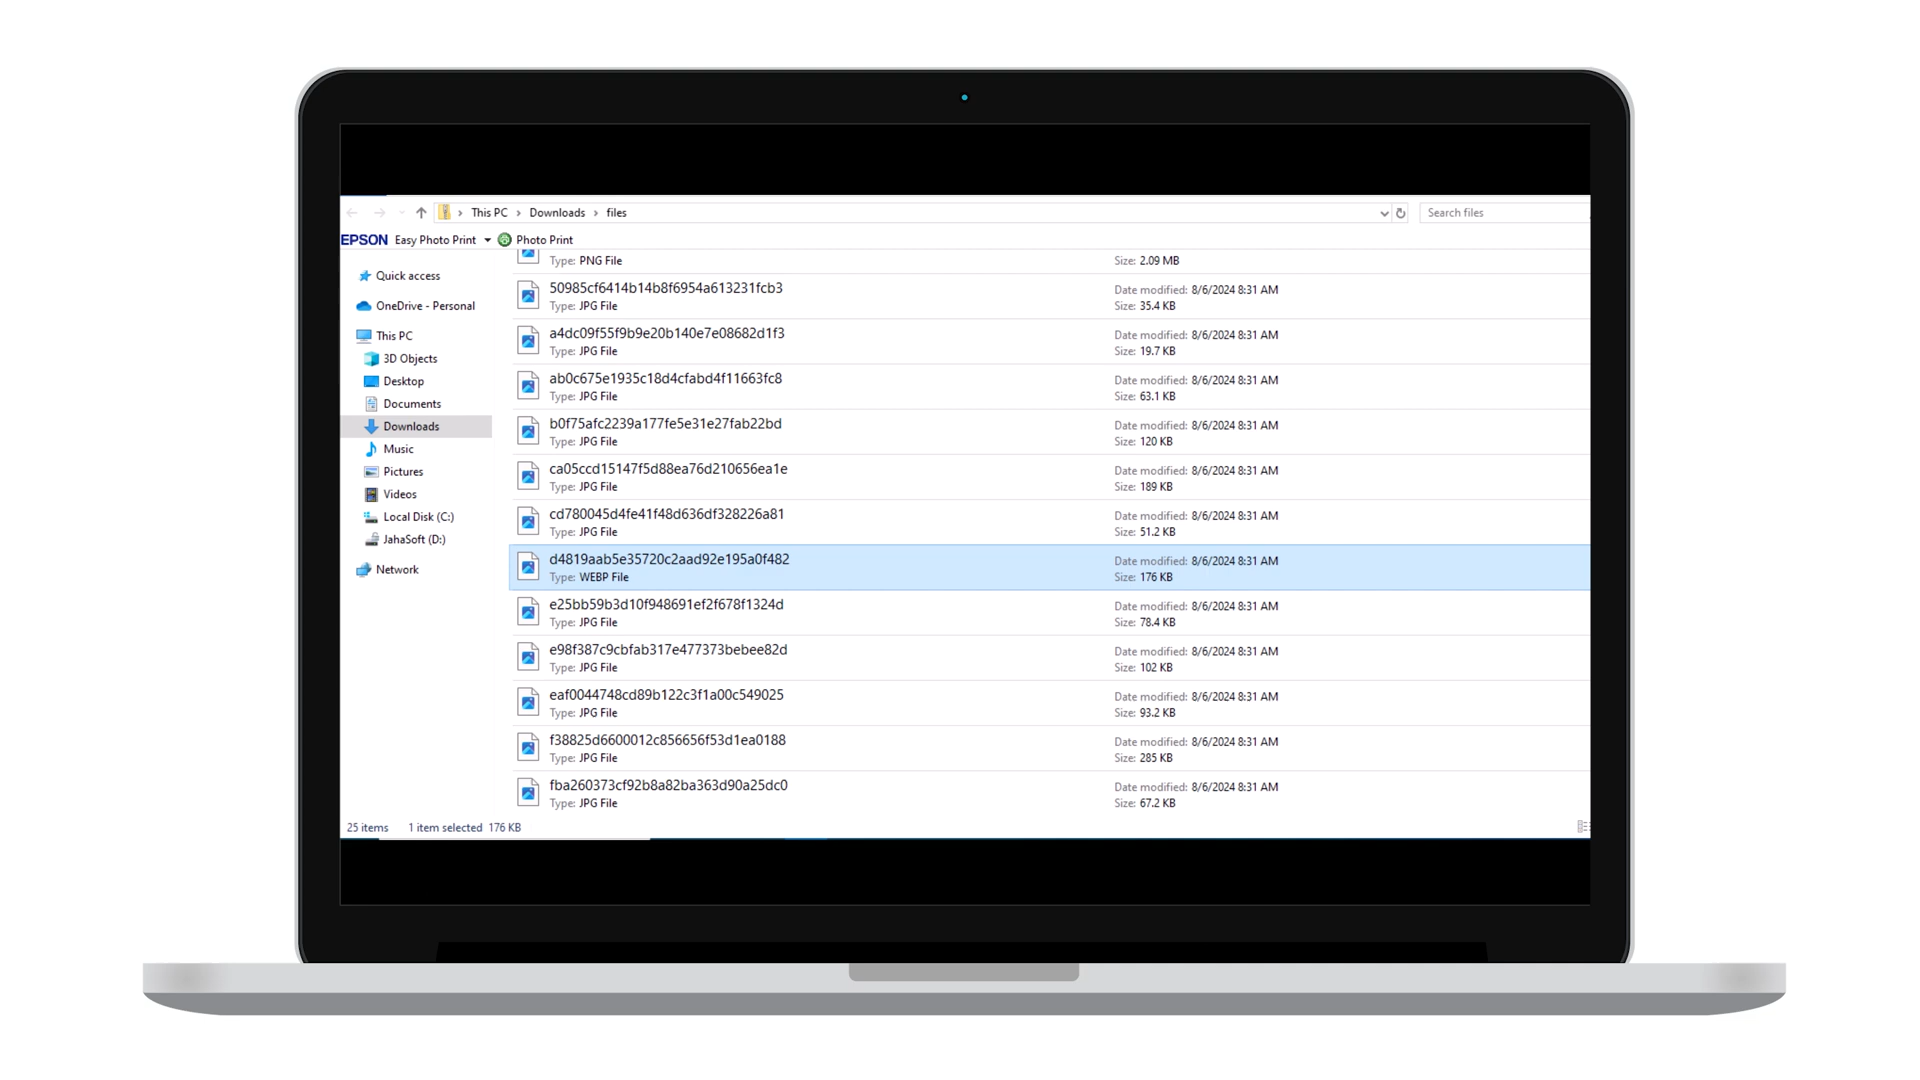 This PC › Downloads › files
Search files
EPSON Easy Photo Print Photo Print
Quick access
OneDrive - Personal
This PC
3D Objects
Desktop
Documents
Downloads
Music
Pictures
Videos
Local Disk (C:)
JahaSoft (D:)
Network
Type: PNG File Size: 2.09 MB
50985cf6414b14b8f6954a613231fcb3 Date modified: 8/6/2024 8:31 AM
Type: JPG File Size: 35.4 KB
a4dc09f55f9b9e20b140e7e08682d1f3 Date modified: 8/6/2024 8:31 AM
Type: JPG File Size: 19.7 KB
ab0c675e1935c18d4cfabd4f11663fc8 Date modified: 8/6/2024 8:31 AM
Type: JPG File Size: 63.1 KB
b0f75afc2239a177fe5e31e27fab22bd Date modified: 8/6/2024 8:31 AM
Type: JPG File Size: 120 KB
ca05ccd15147f5d88ea76d210656ea1e Date modified: 8/6/2024 8:31 AM
Type: JPG File Size: 189 KB
cd780045d4fe41f48d636df328226a81 Date modified: 8/6/2024 8:31 AM
Type: JPG File Size: 51.2 KB
d4819aab5e35720c2aad92e195a0f482 Date modified: 8/6/2024 8:31 AM
Type: WEBP File Size: 176 KB
e25bb59b3d10f948691ef2f678f1324d Date modified: 8/6/2024 8:31 AM
Type: JPG File Size: 78.4 KB
e98f387c9cbfab317e477373bebee82d Date modified: 8/6/2024 8:31 AM
Type: JPG File Size: 102 KB
eaf0044748cd89b122c3f1a00c549025 Date modified: 8/6/2024 8:31 AM
Type: JPG File Size: 93.2 KB
f38825d6600012c856656f53d1ea0188 Date modified: 8/6/2024 8:31 AM
Type: JPG File Size: 285 KB
fba260373cf92b8a82ba363d90a25dc0 Date modified: 8/6/2024 8:31 AM
Type: JPG File Size: 67.2 KB
25 items 1 item selected 176 KB